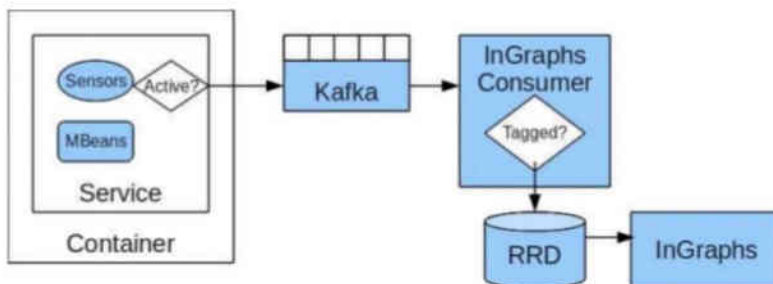 Sensors
Active?
MBeans
Service
Container
Kafka
InGraphs
Consumer
Tagged?
RRD
InGraphs